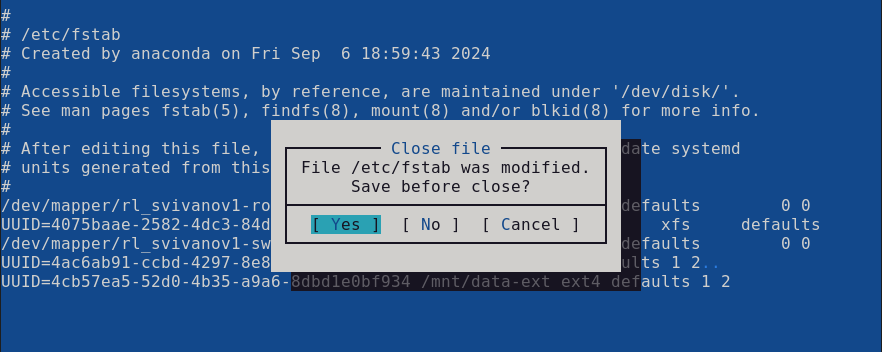 #
# /etc/fstab
# Created by anaconda on Fri Sep  6 18:59:43 2024
#
# Accessible filesystems, by reference, are maintained under '/dev/disk/'.
# See man pages fstab(5), findfs(8), mount(8) and/or blkid(8) for more info.
#
# After editing this file, date systemd
# units generated from this
#
Close file
File /etc/fstab was modified.
Save before close?
[ Yes ] [ No ] [ Cancel ]
/dev/mapper/rl_svivanov1-ro defaults 0 0
UUID=4075baae-2582-4dc3-84d xfs defaults
/dev/mapper/rl_svivanov1-sw defaults 0 0
UUID=4ac6ab91-ccbd-4297-8e8 ults 1 2..
UUID=4cb57ea5-52d0-4b35-a9a6-8dbd1e0bf934 /mnt/data-ext ext4 defaults 1 2